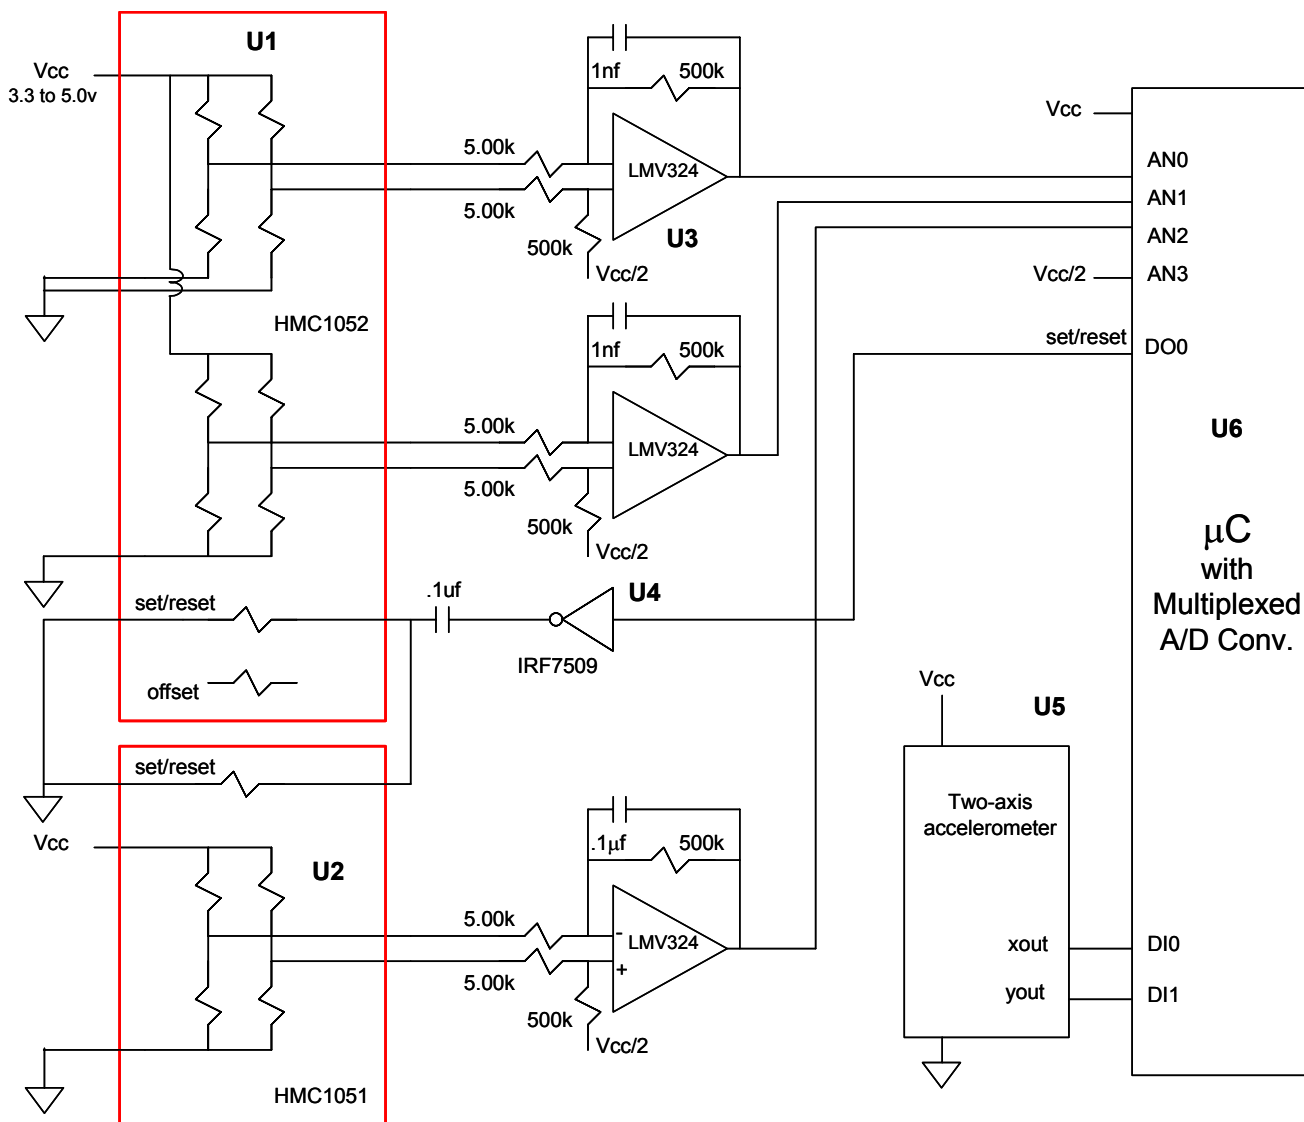 U1
Vcc
3.3 to 5.0v
1nf
500k
5.00k
LMV324
5.00k
U3
500k
Vcc/2
HMC1052
1nf
500k
5.00k
LMV324
5.00k
500k
Vcc/2
set/reset
.1uf
U4
IRF7509
offset
set/reset
Vcc
U2
.1µf
500k
5.00k
-
LMV324
+
5.00k
500k
Vcc/2
HMC1051
Vcc
AN0
AN1
AN2
Vcc/2
AN3
set/reset
DO0
U6
µC
with
Multiplexed
A/D Conv.
Vcc
U5
Two-axis
accelerometer
xout
DI0
yout
DI1